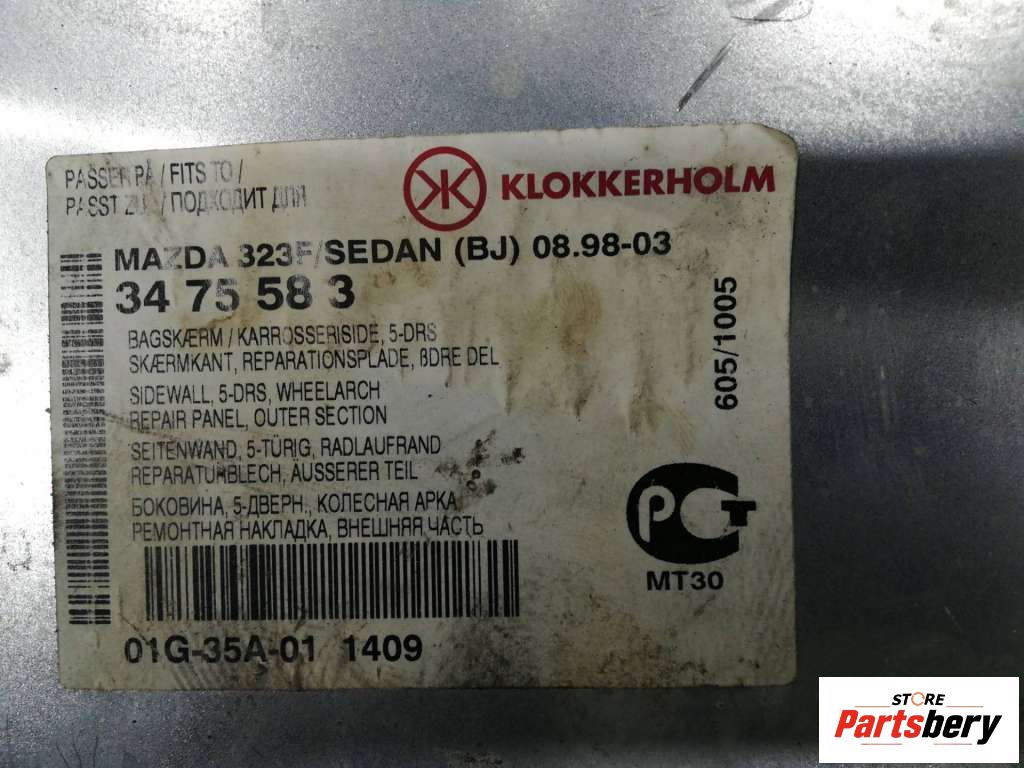 PASSER PÅ / FITS TO /
PASST ZU / ПОДХОДИТ ДЛЯ
KLOKKERHOLM
MAZDA 323F/SEDAN (BJ) 08.98-03
34 75 58 3
BAGSKÆRM / KARROSSERISIDE, 5-DRS
SKÆRMKANT, REPARATIONSPLADE, ßDRE DEL
SIDEWALL, 5-DRS, WHEELARCH
REPAIR PANEL, OUTER SECTION
SEITENWAND, 5-TÜRIG, RADLAUFRAND
REPARATURBLECH, ÄUSSERER TEIL
БОКОВИНА, 5-ДВЕРН., КОЛЕСНАЯ АРКА
РЕМОНТНАЯ НАКЛАДКА, ВНЕШНЯЯ ЧАСТЬ
605/1005
РСТ
МТ30
01G-35A-01 1409
STORE
Partsbery